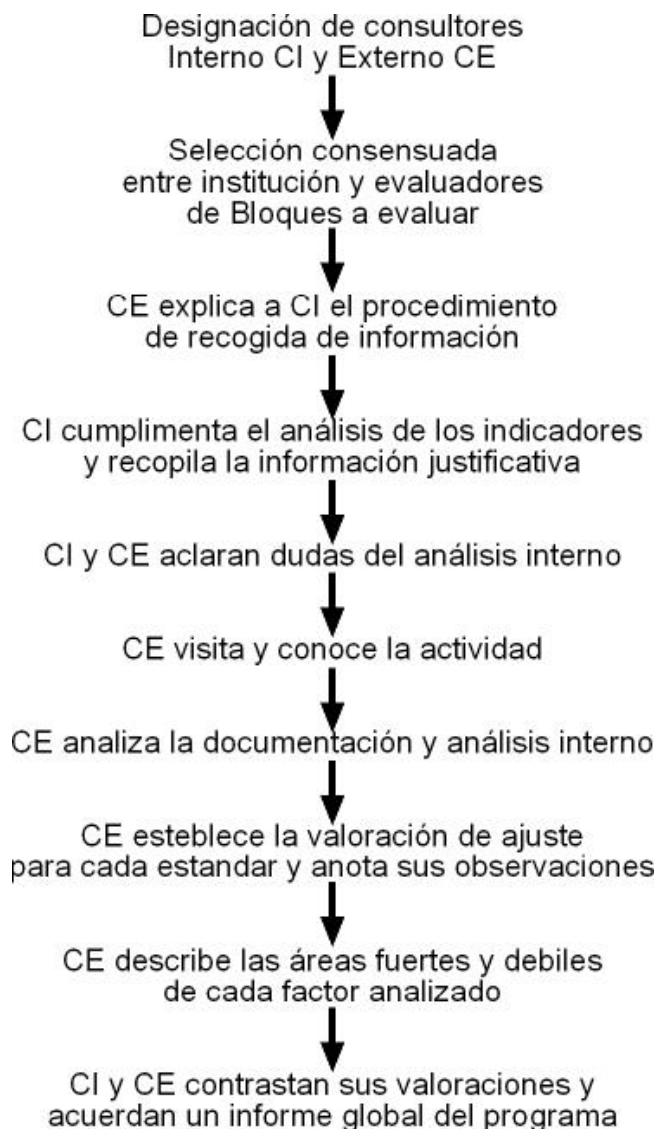 Designación de consultores
Interno CI y Externo CE
Selección consensuada
entre institución y evaluadores
de Bloques a evaluar
CE explica a CI el procedimiento
de recogida de información
CI cumplimenta el análisis de los indicadores
y recopila la información justificativa
CI y CE aclaran dudas del análisis interno
CE visita y conoce la actividad
CE analiza la documentación y análisis interno
CE esteblece la valoración de ajuste
para cada estandar y anota sus observaciones
CE describe las áreas fuertes y debiles
de cada factor analizado
CI y CE contrastan sus valoraciones y
acuerdan un informe global del programa